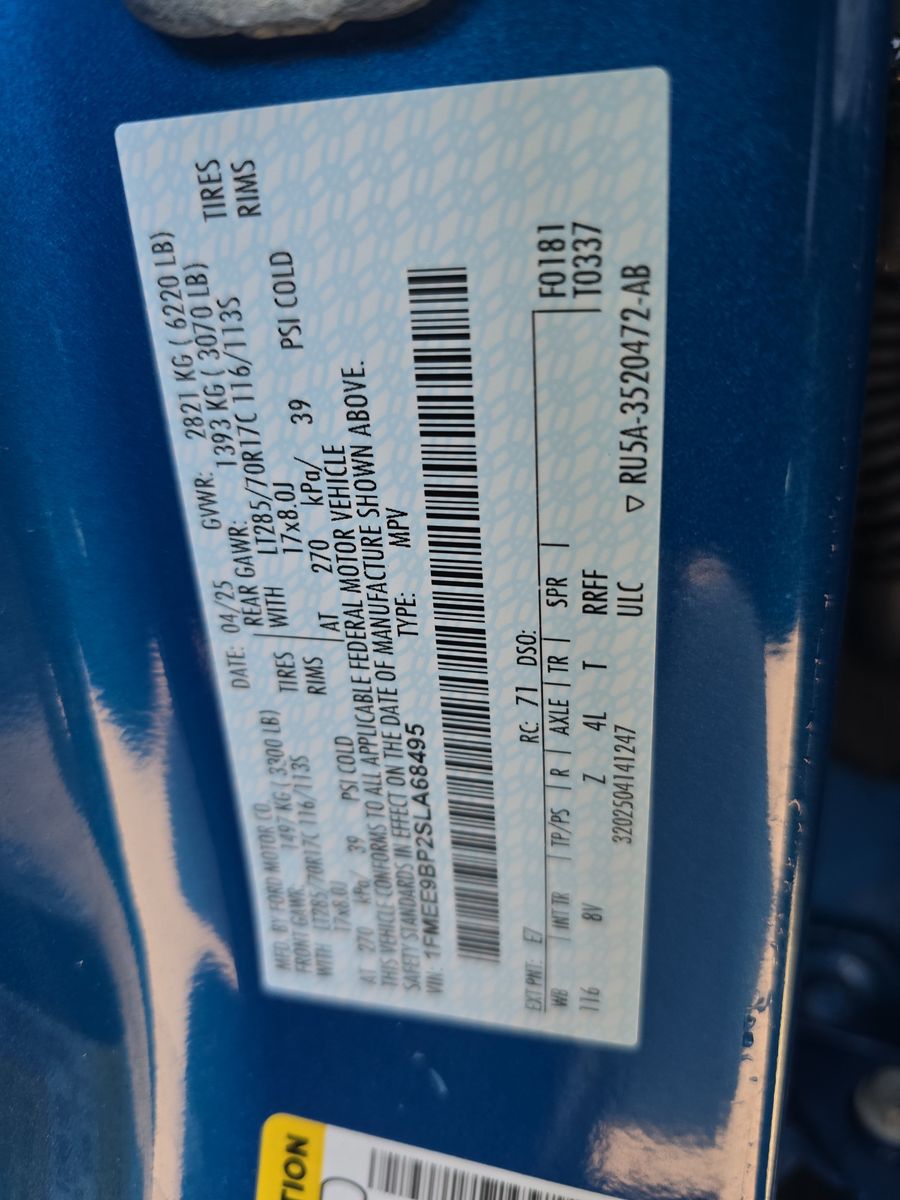 MFD. BY FORD MOTOR CO. DATE: 04/25 GVWR: 2821 KG ( 6220 LB)
FRONT GAWR: 1497 KG ( 3300 LB) REAR GAWR: 1393 KG ( 3070 LB)
WITH LT285/70R17C 116/113S TIRES WITH LT285/70R17C 116/113S TIRES
17x8.0J RIMS 17x8.0J RIMS
AT 270 kPa/ 39 PSI COLD AT 270 kPa/ 39 PSI COLD
THIS VEHICLE CONFORMS TO ALL APPLICABLE FEDERAL MOTOR VEHICLE
SAFETY STANDARDS IN EFFECT ON THE DATE OF MANUFACTURE SHOWN ABOVE.
VIN: 1FMEE9BP2SLA68495 TYPE: MPV
EXT PNT: E7 RC: 71 DSO: F0181
WB INT TR TP/PS R AXLE TR SPR T0337
116 8V Z 4L T RRFF
3202504141247 ULC ▽ RU5A-3520472-AB
TION